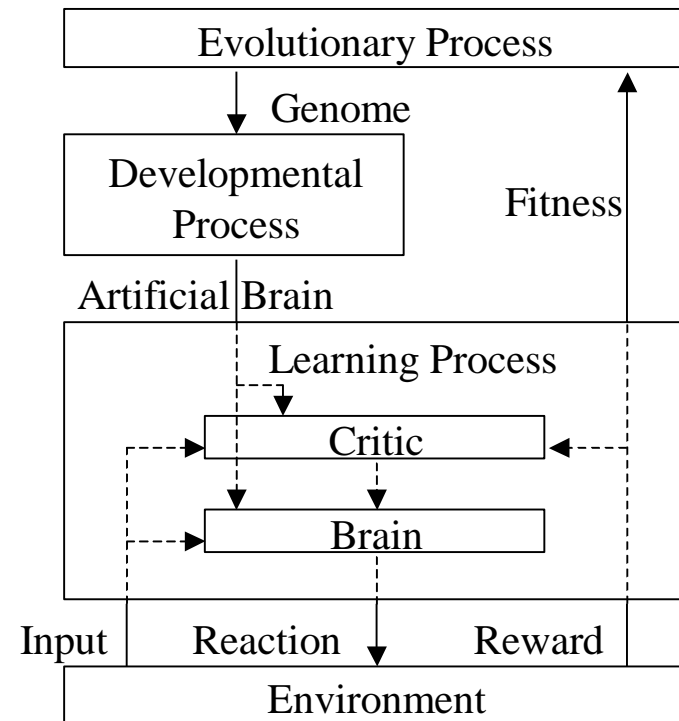 Evolutionary Process
Genome
Developmental
Process
Fitness
Artificial Brain
Learning Process
Critic
Brain
Input
Reaction
Reward
Environment